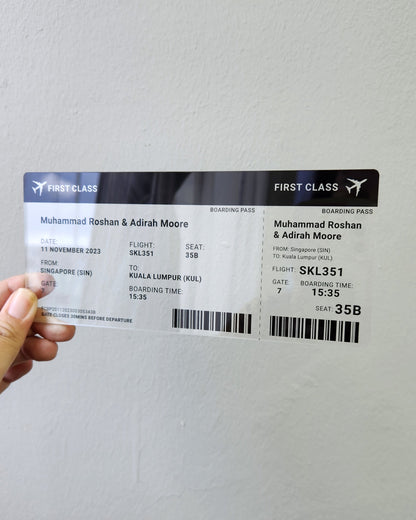 FIRST CLASS
BOARDING PASS
Muhammad Roshan & Adirah Moore
DATE: FLIGHT: SEAT:
11 NOVEMBER 2023 SKL351 35B
FROM: TO:
SINGAPORE (SIN) KUALA LUMPUR (KUL)
GATE: BOARDING TIME:
7 15:35
GATE CLOSES 30MINS BEFORE DEPARTURE
FIRST CLASS
BOARDING PASS
Muhammad Roshan
& Adirah Moore
FROM: Singapore (SIN)
TO: Kuala Lumpur (KUL)
FLIGHT: SKL351
GATE: BOARDING TIME:
7 15:35
SEAT: 35B